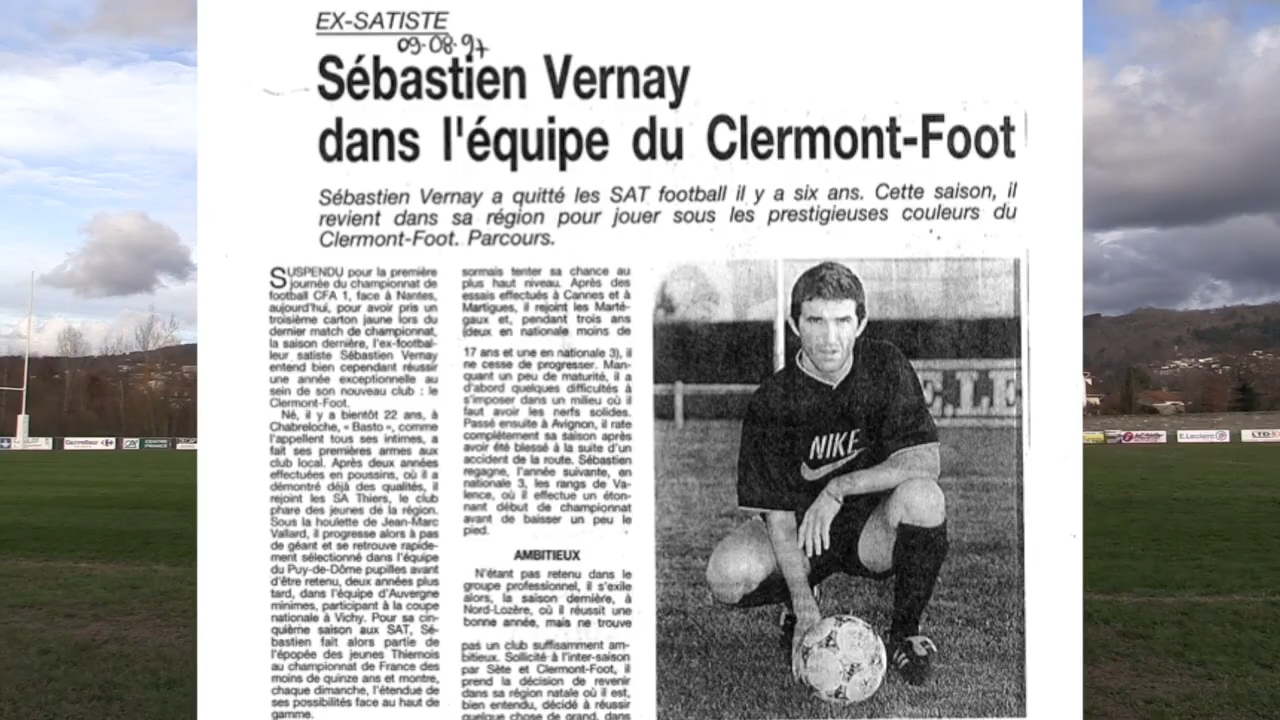 EX-SATISTE
09-08-97
Sébastien Vernay
dans l'équipe du Clermont-Foot
Sébastien Vernay a quitté les SAT football il y a six ans. Cette saison, il
revient dans sa région pour jouer sous les prestigieuses couleurs du
Clermont-Foot. Parcours.
SUSPENDU pour la première
journée du championnat de
football CFA 1, face à Nantes,
aujourd'hui, pour avoir pris un
troisième carton jaune lors du
dernier match de championnat,
la saison dernière, l'ex-footbal-
leur satiste Sébastien Vernay
entend bien cependant réussir
une année exceptionnelle au
sein de son nouveau club : le
Clermont-Foot.
Né, il y a bientôt 22 ans, à
Chabreloche, « Basto », comme
l'appellent tous ses intimes, a
fait ses premières armes au
club local. Après deux années
effectuées en poussins, où il a
démontré déjà des qualités, il
rejoint les SA Thiers, le club
phare des jeunes de la région.
Sous la houlette de Jean-Marc
Vallard, il progresse alors à pas
de géant et se retrouve rapide-
ment sélectionné dans l'équipe
du Puy-de-Dôme pupilles avant
d'être retenu, deux années plus
tard, dans l'équipe d'Auvergne
minimes, participant à la coupe
nationale à Vichy. Pour sa cin-
quième saison aux SAT, Sé-
bastien fait alors partie de
l'épopée des jeunes Thiernois
au championnat de France des
moins de quinze ans et montre,
chaque dimanche, l'étendue de
ses possibilités face au haut de
gamme.
sormais tenter sa chance au
plus haut niveau. Après des
essais effectués à Cannes et à
Martigues, il rejoint les Marté-
gaux et, pendant trois ans
(deux en nationale moins de
17 ans et une en nationale 3), il
ne cesse de progresser. Man-
quant un peu de maturité, il a
d'abord quelques difficultés à
s'imposer dans un milieu où il
faut avoir les nerfs solides.
Passé ensuite à Avignon, il rate
complètement sa saison après
avoir été blessé à la suite d'un
accident de la route. Sébastien
regagne, l'année suivante, en
nationale 3, les rangs de Va-
lence, où il effectue un éton-
nant début de championnat
avant de baisser un peu le
pied.
AMBITIEUX
N'étant pas retenu dans le
groupe professionnel, il s'exile
alors, la saison dernière, à
Nord-Lozère, où il réussit une
bonne année, mais ne trouve
pas un club suffisamment am-
bitieux. Sollicité à l'inter-saison
par Sète et Clermont-Foot, il
prend la décision de revenir
dans sa région natale où il est,
bien entendu, décidé à réussir
quelque chose de grand, dans
NIKE
Carrefour
CENTRE FRANCE
E.Leclerc